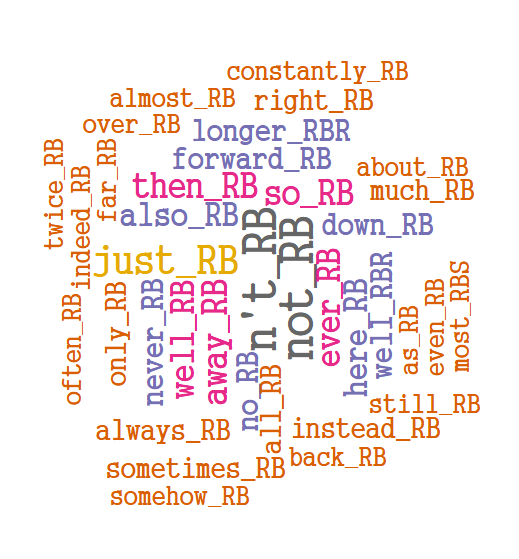 constantly_RB
almost_RB
right_RB
over_RB
longer_RBR
forward_RB
about_RB
twice_RB
indeed_RB
far_RB
then_RB
so_RB
much_RB
also_RB
down_RB
just_RB
n't_RB
not_RB
ever_RB
here_RB
well_RBR
often_RB
only_RB
never_RB
well_RB
away_RB
as_RB
even_RB
most_RBS
no_RB
all_RB
still_RB
always_RB
instead_RB
back_RB
sometimes_RB
somehow_RB